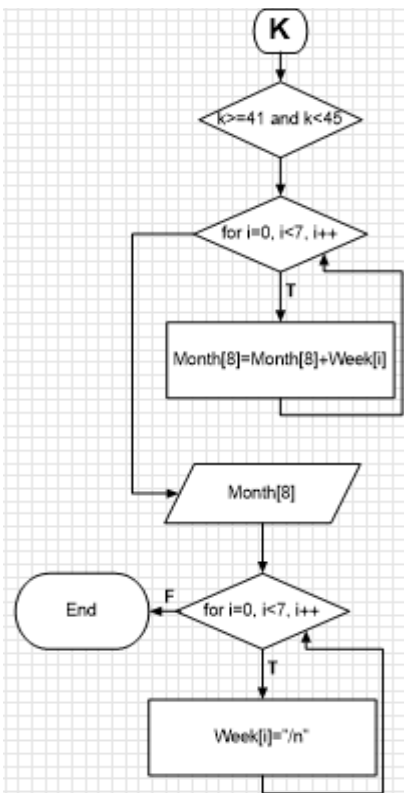 K
k>=41 and k<45
for i=0, i<7, i++
T
Month[8]=Month[8]+Week[i]
Month[8]
End
F
for i=0, i<7, i++
T
Week[i]="/n"